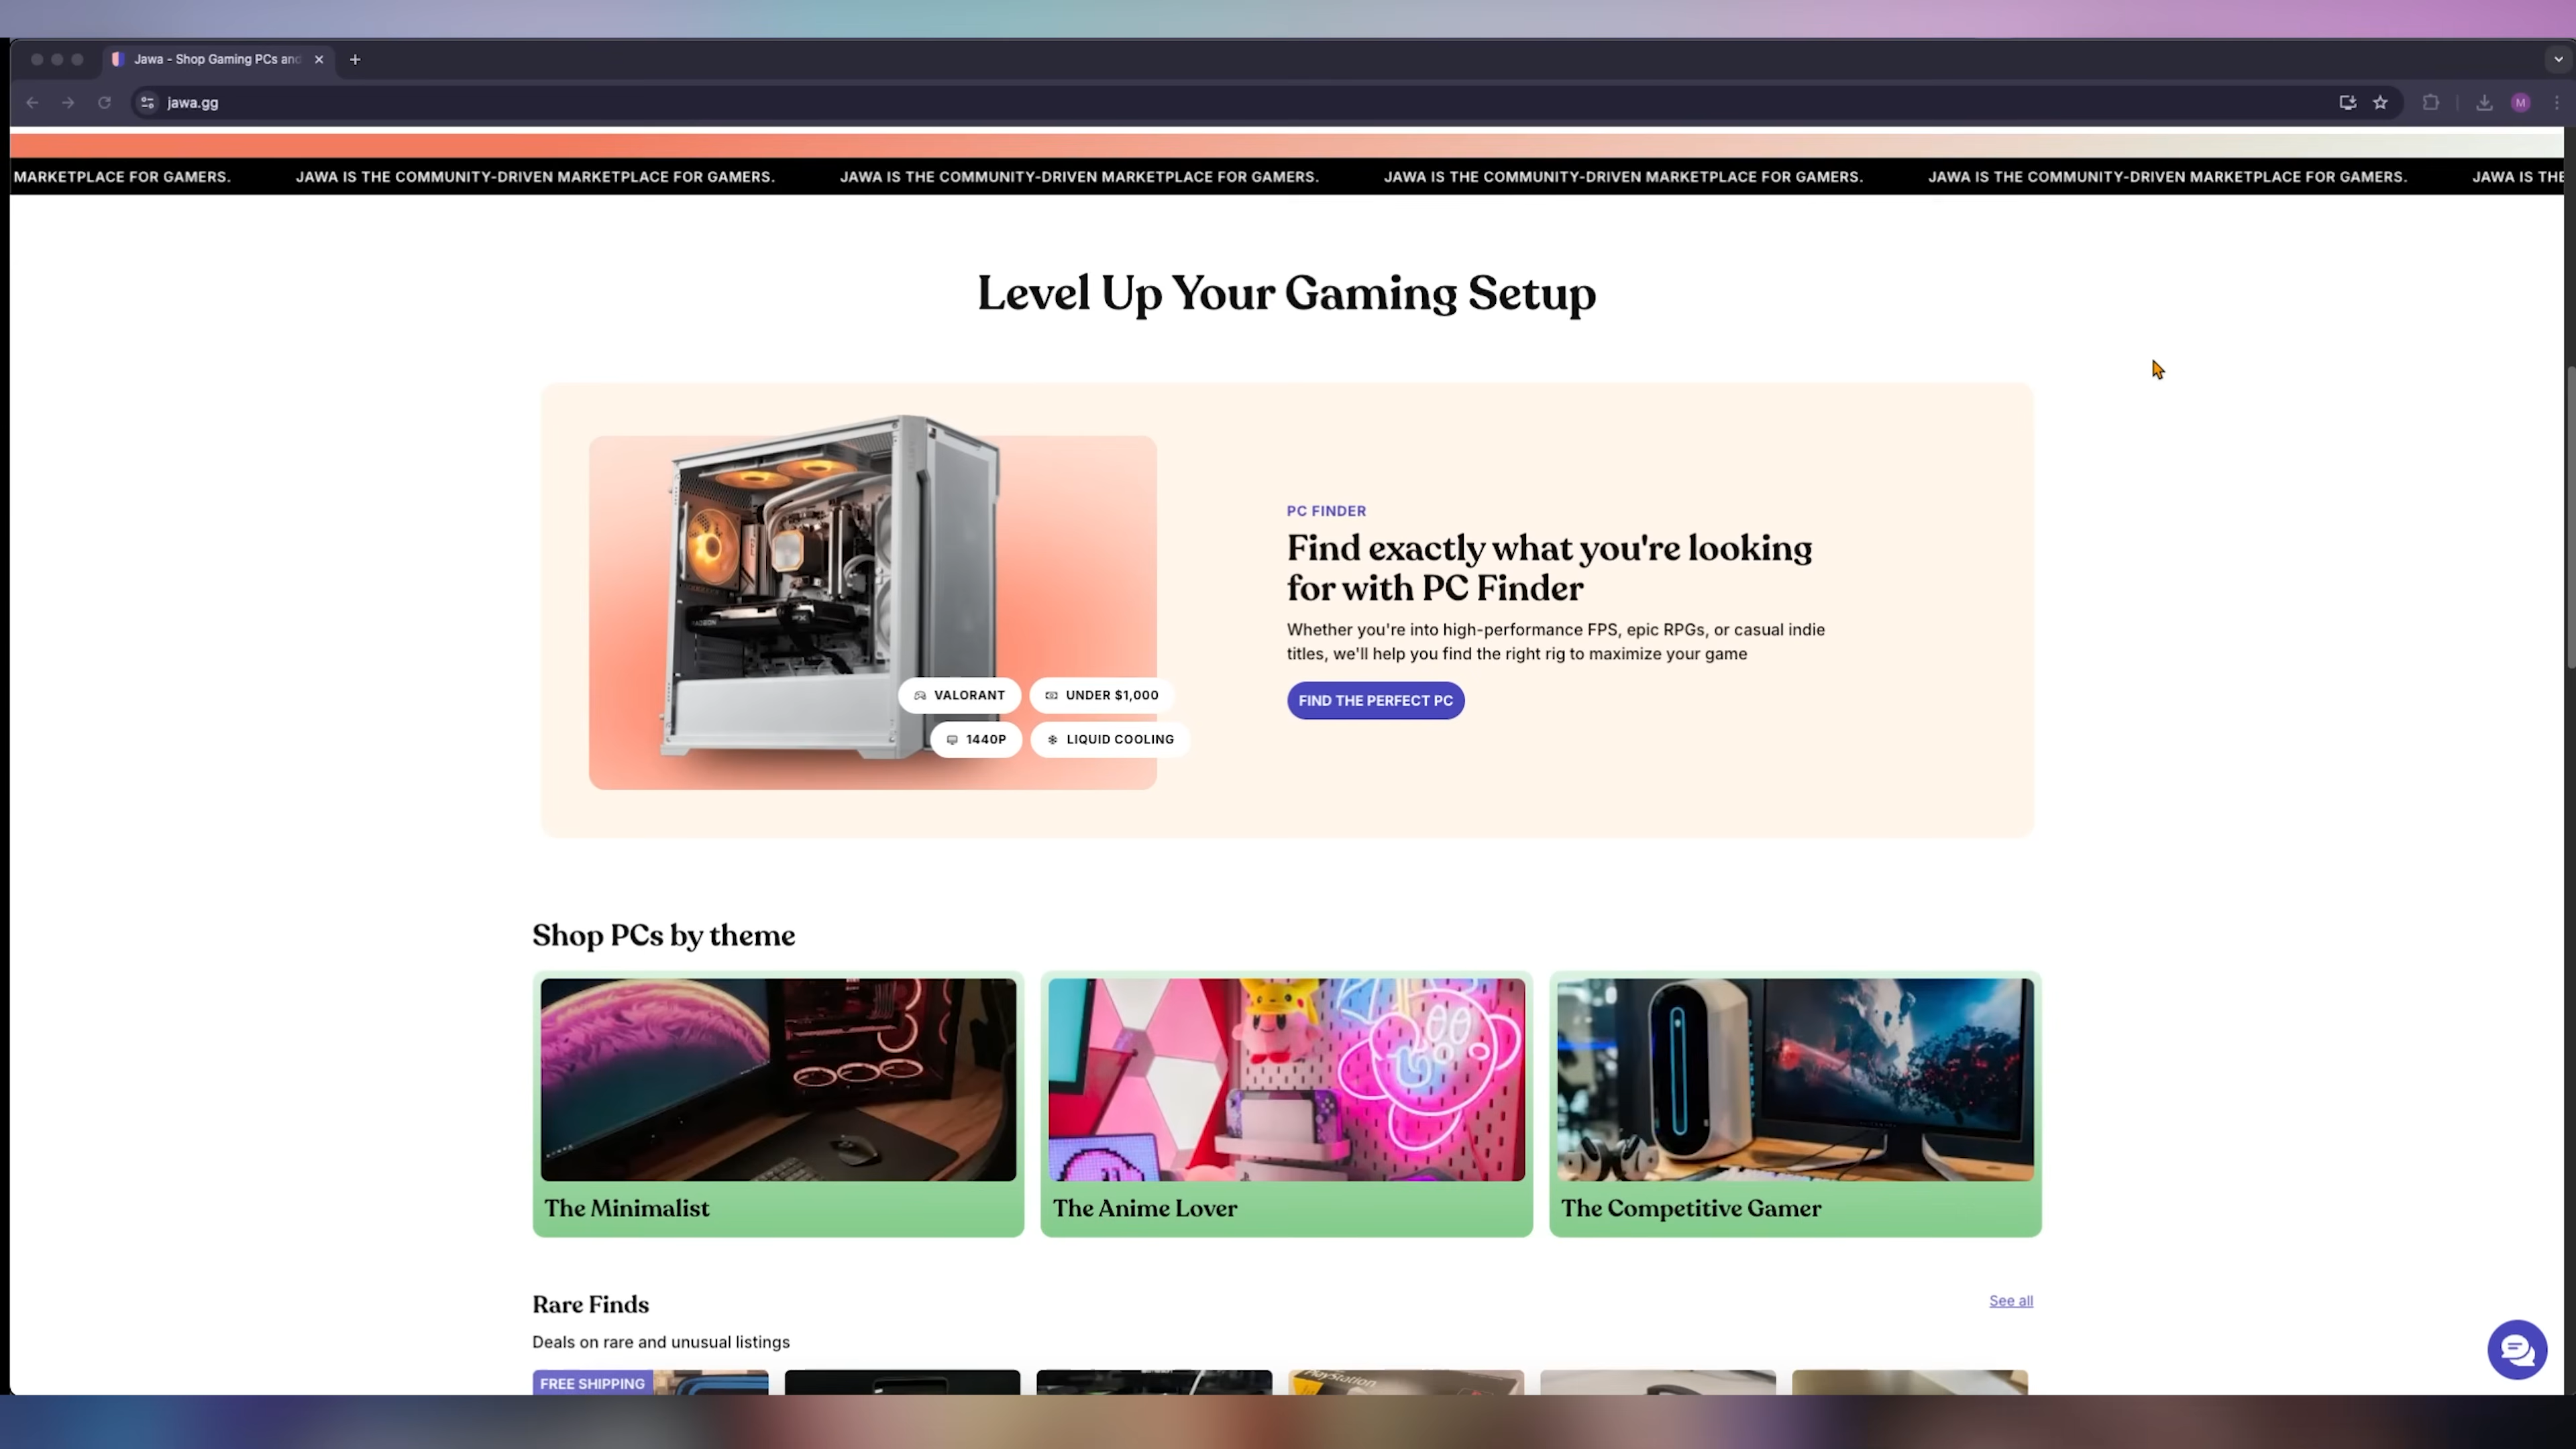 Jawa - Shop Gaming PCs and
jawa.gg
M
MARKETPLACE FOR GAMERS. JAWA IS THE COMMUNITY-DRIVEN MARKETPLACE FOR GAMERS. JAWA IS THE COMMUNITY-DRIVEN MARKETPLACE FOR GAMERS. JAWA IS THE COMMUNITY-DRIVEN MARKETPLACE FOR GAMERS. JAWA IS THE COMMUNITY-DRIVEN MARKETPLACE FOR GAMERS. JAWA IS THE
Level Up Your Gaming Setup
RADEON
VALORANT
UNDER $1,000
1440P
LIQUID COOLING
PC FINDER
Find exactly what you're looking
for with PC Finder
Whether you're into high-performance FPS, epic RPGs, or casual indie
titles, we'll help you find the right rig to maximize your game
FIND THE PERFECT PC
Shop PCs by theme
The Minimalist
The Anime Lover
The Competitive Gamer
Rare Finds
See all
Deals on rare and unusual listings
FREE SHIPPING
PlayStation